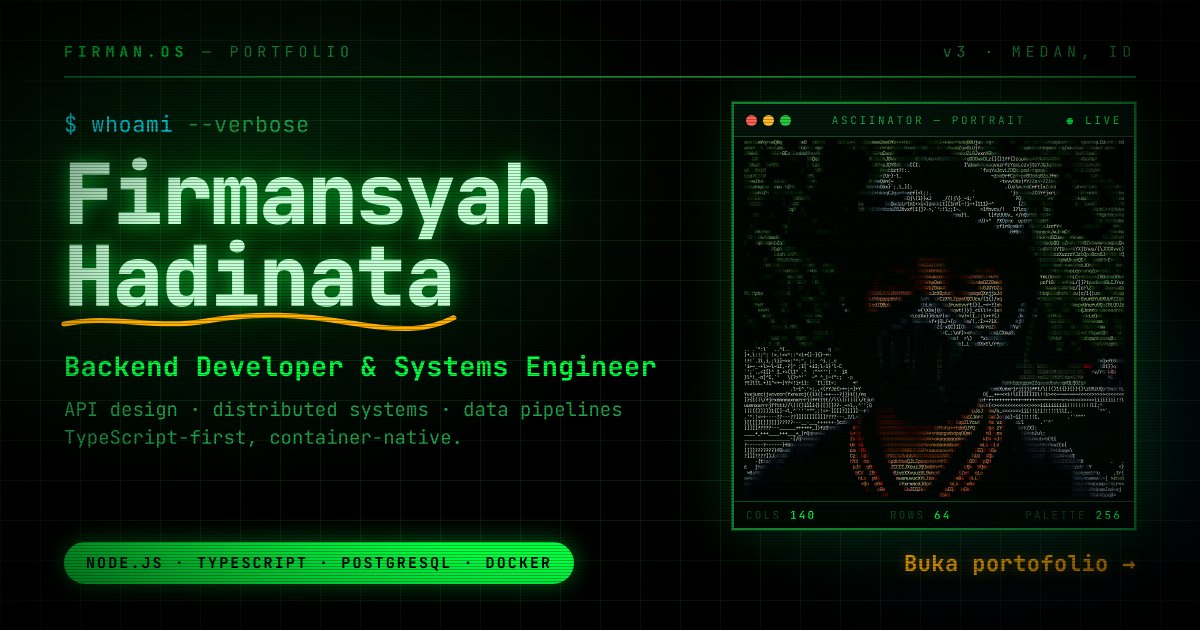 FIRMAN.OS — PORTFOLIO
v3 · MEDAN, ID
$ whoami --verbose
Firmansyah
Hadinata
Backend Developer & Systems Engineer
API design · distributed systems · data pipelines
TypeScript-first, container-native.
NODE.JS · TYPESCRIPT · POSTGRESQL · DOCKER
ASCIINATOR — PORTRAIT
● LIVE
COLS 140
ROWS 64
PALETTE 256
Buka portofolio →